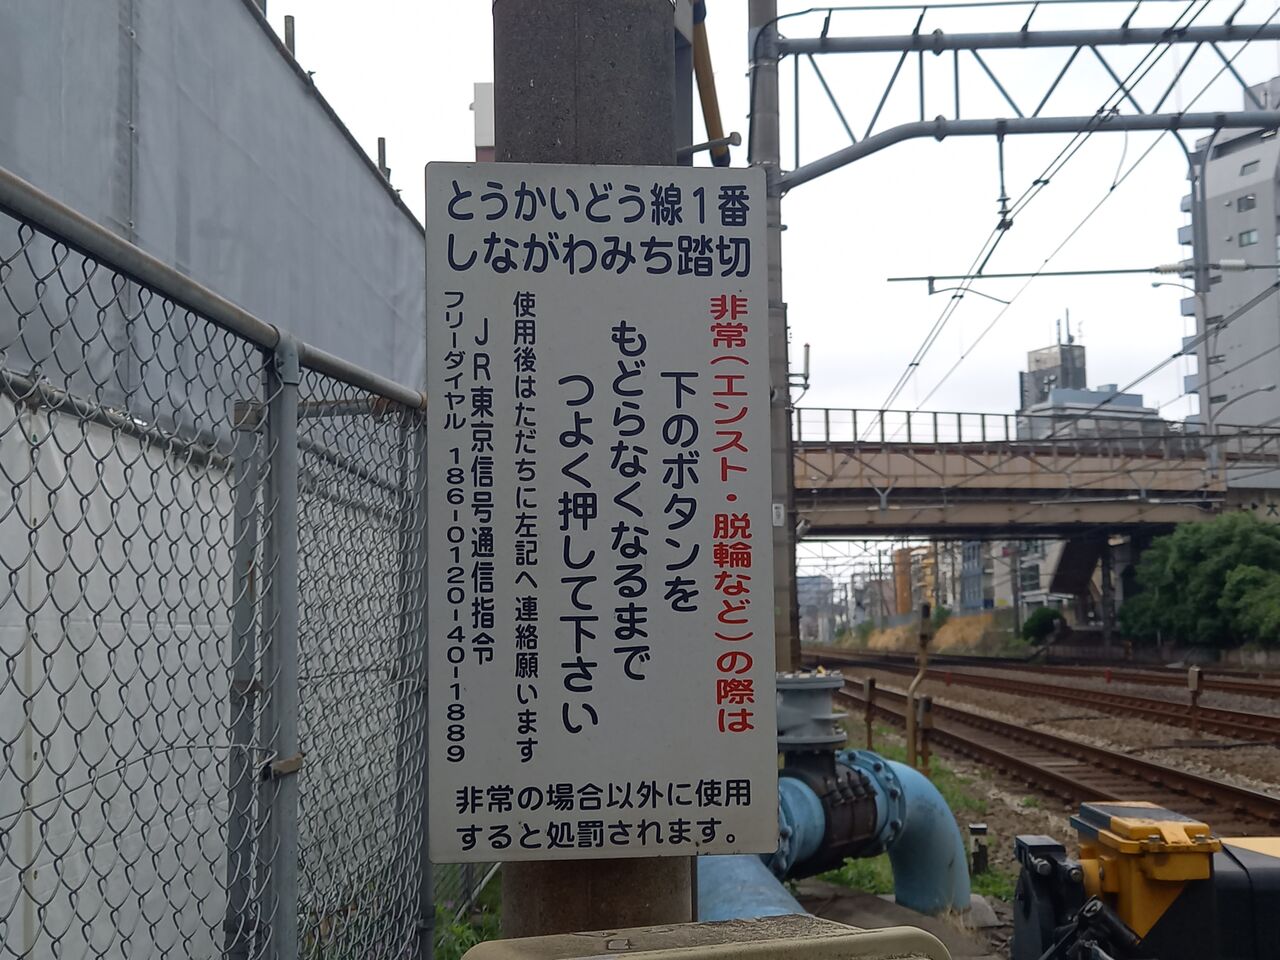 とうかいどう線1番
しながわみち踏切
非常(エンスト・脱輪など)の際は
下のボタンを
もどらなくなるまで
つよく押して下さい
使用後はただちに左記へ連絡願います
JR東京信号通信指令
フリーダイヤル 186-0120-40-1889
非常の場合以外に使用
すると処罰されます。